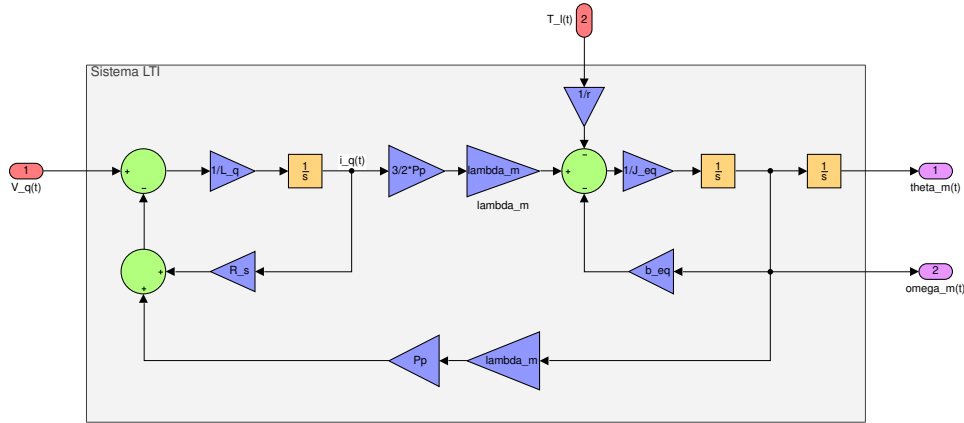 T_l(t)
2
Sistema LTI
1/r
i_q(t)
−
1
V_q(t)
+
−
1/L_q
1
s
3/2*Pp
lambda_m
lambda_m
+
−
1/J_eq
1
s
1
s
1
theta_m(t)
+
+
R_s
b_eq
2
omega_m(t)
Pp
lambda_m